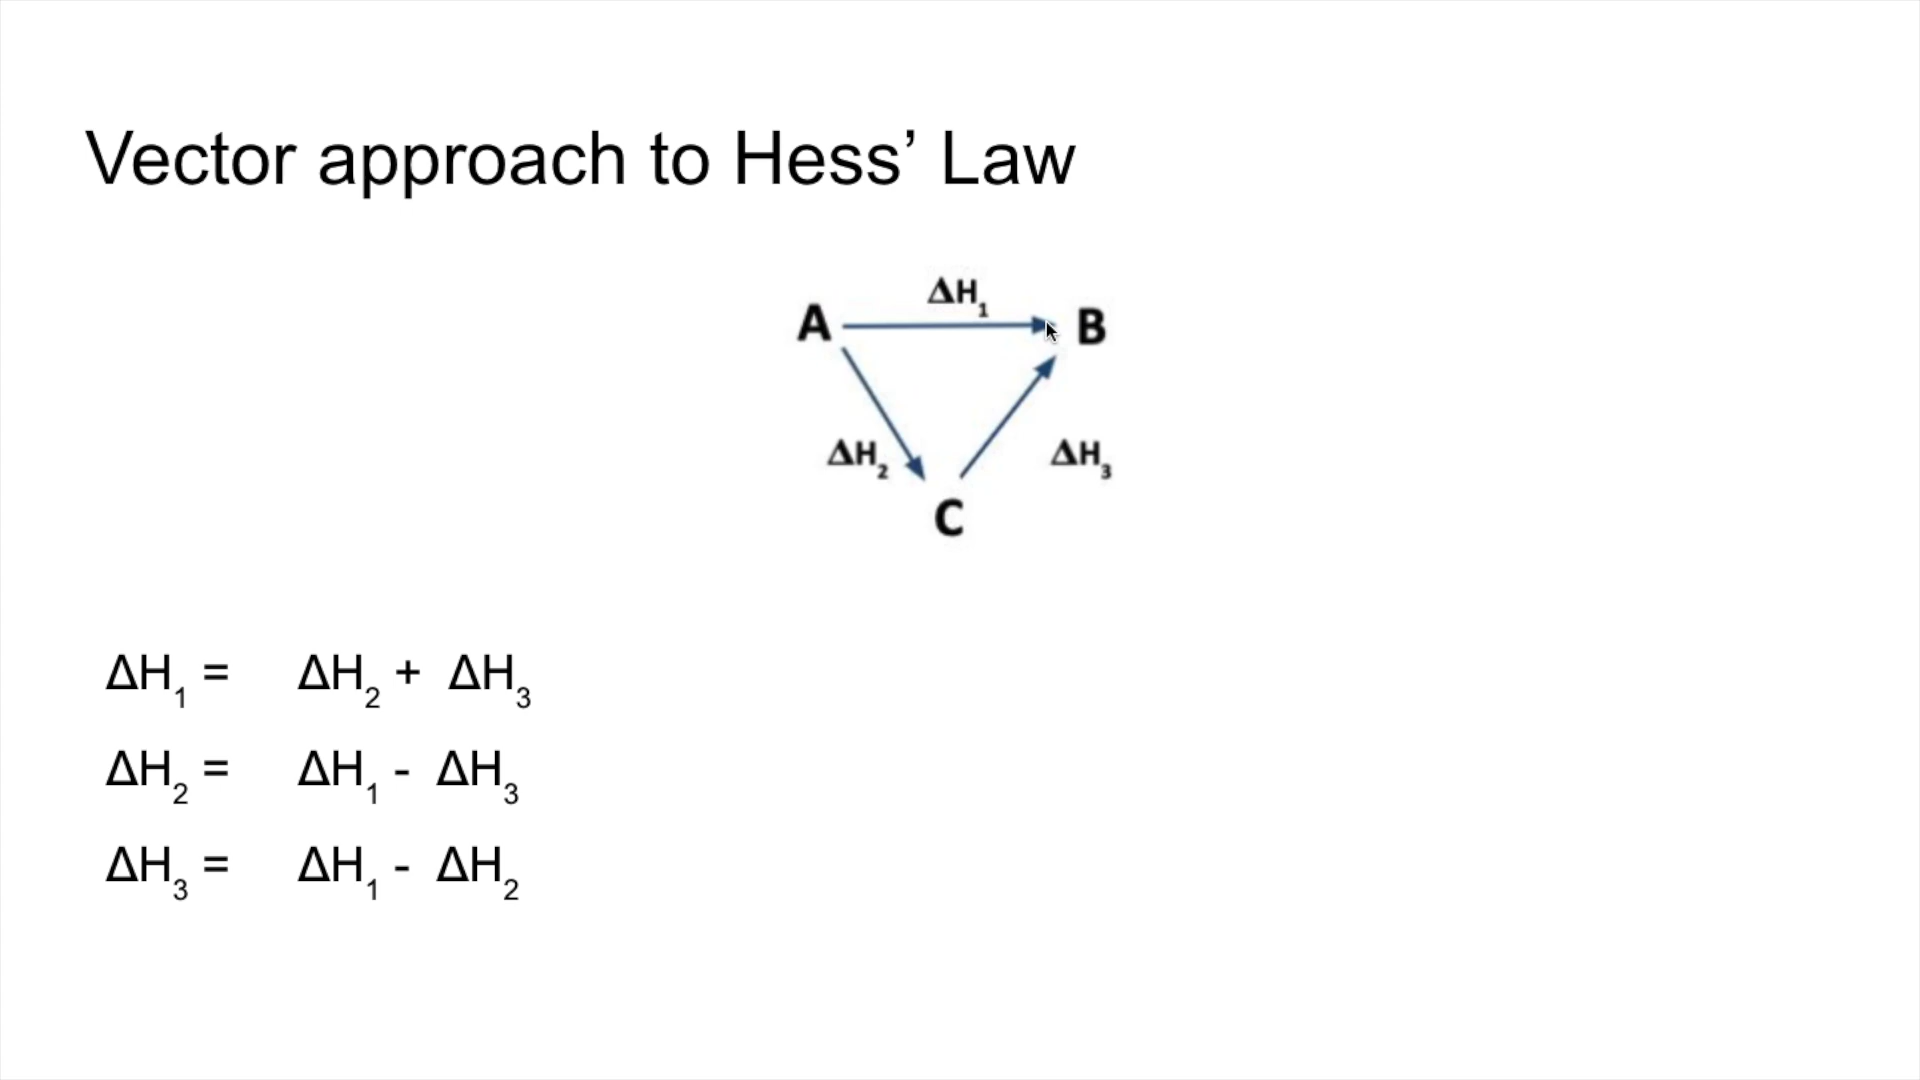 Vector approach to Hess’ Law
ΔH₁
A B
ΔH₂ ΔH₃
C
ΔH₁ = ΔH₂ + ΔH₃
ΔH₂ = ΔH₁ - ΔH₃
ΔH₃ = ΔH₁ - ΔH₂